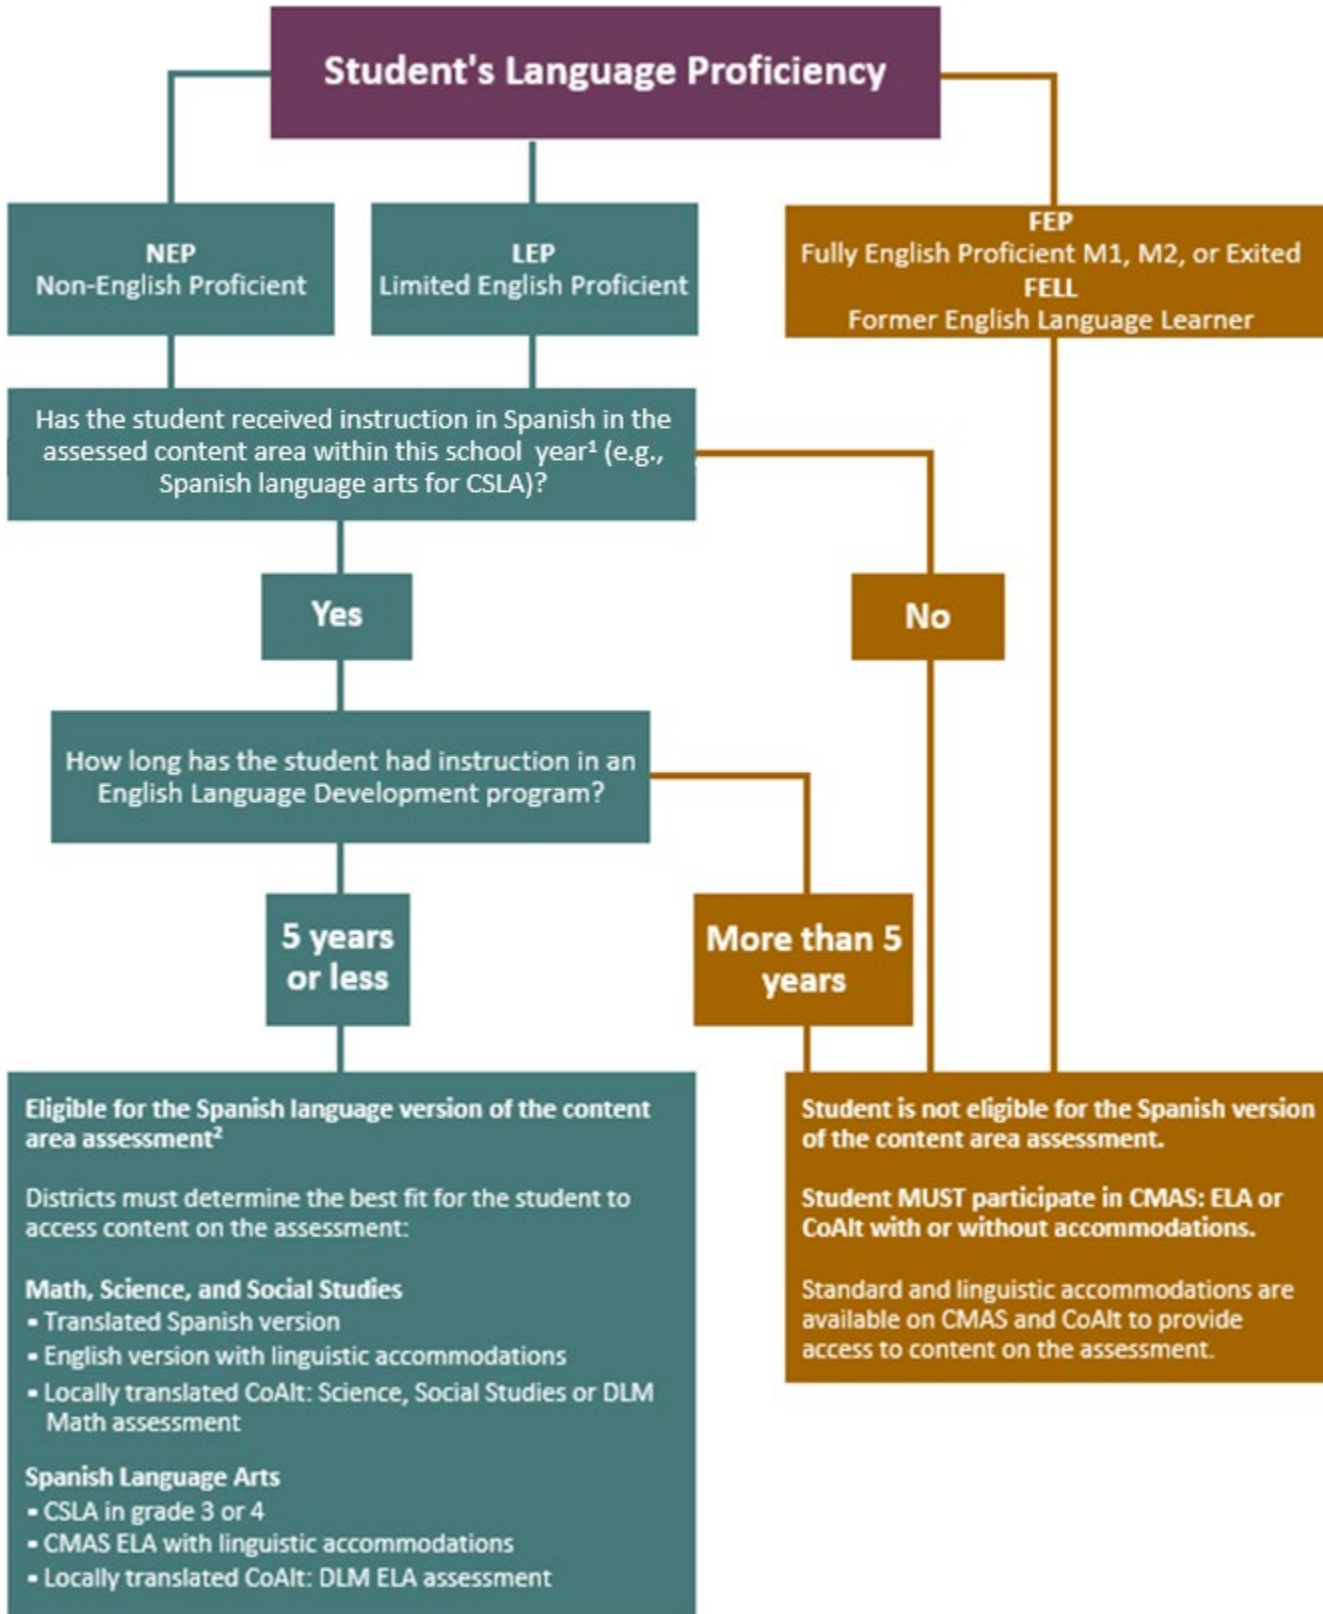 Student's Language Proficiency
NEP
Non-English Proficient
LEP
Limited English Proficient
FEP
Fully English Proficient M1, M2, or Exited
FELL
Former English Language Learner
Has the student received instruction in Spanish in the
assessed content area within this school year¹ (e.g.,
Spanish language arts for CSLA)?
Yes
No
How long has the student had instruction in an
English Language Development program?
5 years
or less
More than 5
years
Eligible for the Spanish language version of the content
area assessment²
Districts must determine the best fit for the student to
access content on the assessment:
Math, Science, and Social Studies
▪ Translated Spanish version
▪ English version with linguistic accommodations
▪ Locally translated CoAlt: Science, Social Studies or DLM
Math assessment
Spanish Language Arts
▪ CSLA in grade 3 or 4
▪ CMAS ELA with linguistic accommodations
▪ Locally translated CoAlt: DLM ELA assessment
Student is not eligible for the Spanish version
of the content area assessment.
Student MUST participate in CMAS: ELA or
CoAlt with or without accommodations.
Standard and linguistic accommodations are
available on CMAS and CoAlt to provide
access to content on the assessment.